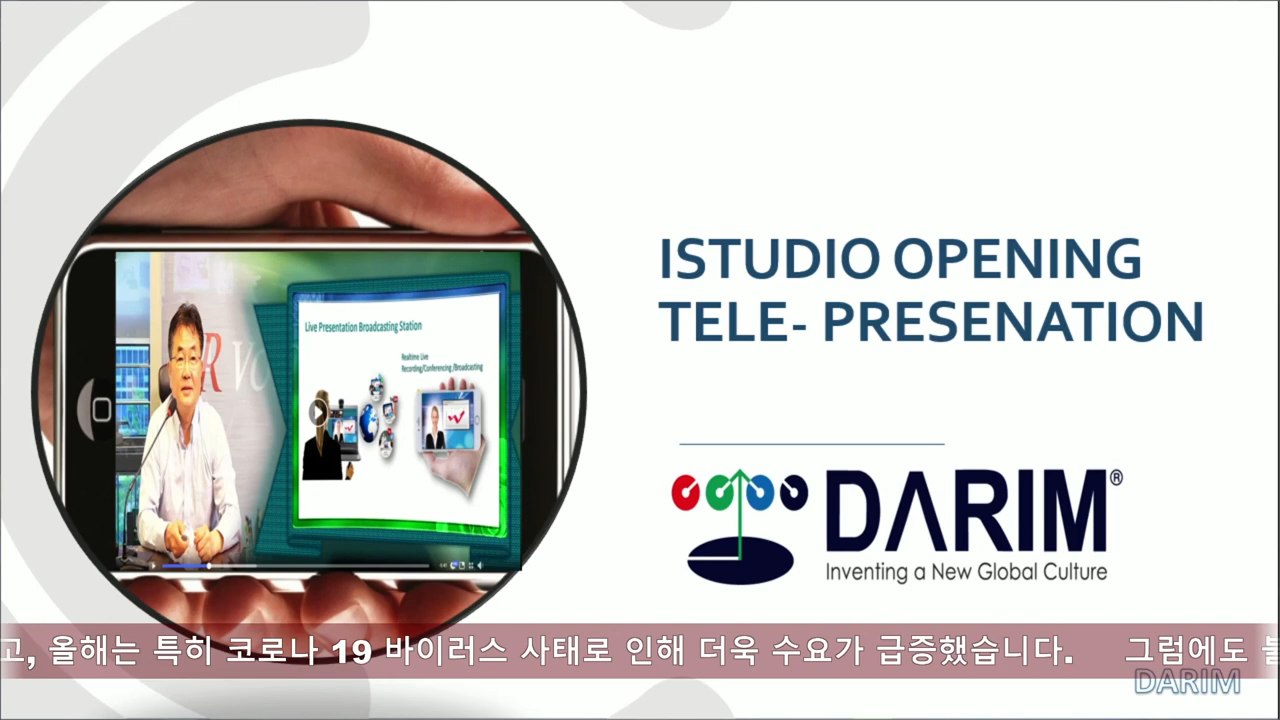 ISTUDIO OPENING
TELE- PRESENATION
Live Presentation Broadcasting Station
Realtime Live
Recording/Conferencing /Broadcasting
DARIM®
Inventing a New Global Culture
고, 올해는 특히 코로나 19 바이러스 사태로 인해 더욱 수요가 급증했습니다. 그럼에도
DARIM